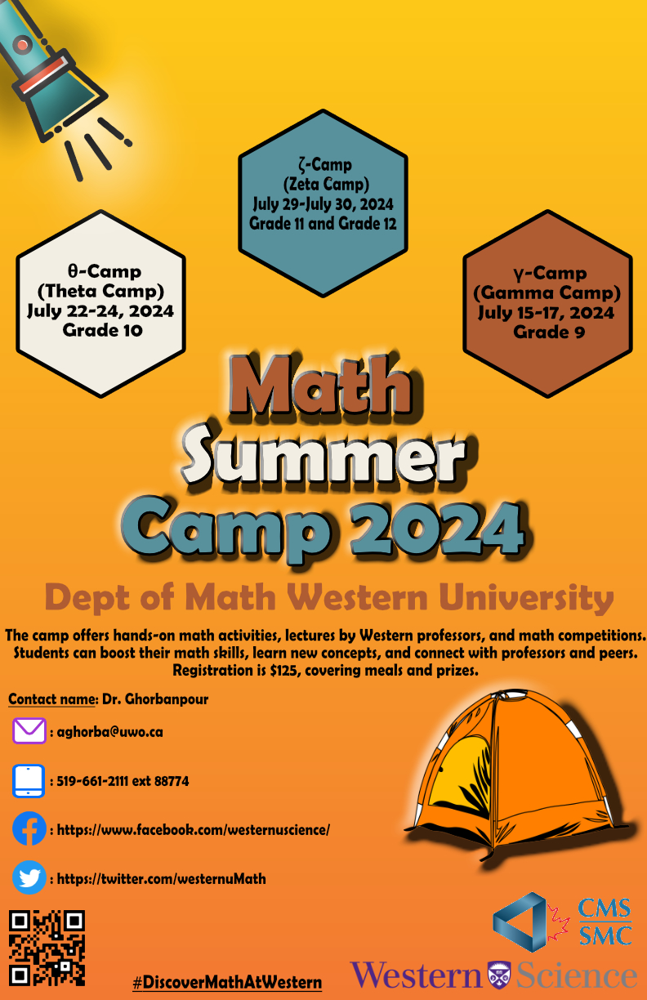 ζ-Camp
(Zeta Camp)
July 29-July 30, 2024
Grade 11 and Grade 12
θ-Camp
(Theta Camp)
July 22-24, 2024
Grade 10
γ-Camp
(Gamma Camp)
July 15-17, 2024
Grade 9
Math
Summer
Camp 2024
Dept of Math Western University
The camp offers hands-on math activities, lectures by Western professors, and math competitions.
Students can boost their math skills, learn new concepts, and connect with professors and peers.
Registration is $125, covering meals and prizes.
Contact name: Dr. Ghorbanpour
: aghorba@uwo.ca
: 519-661-2111 ext 88774
: https://www.facebook.com/westernuscience/
: https://twitter.com/westernuMath
CMS
SMC
#DiscoverMathAtWestern
Western Science